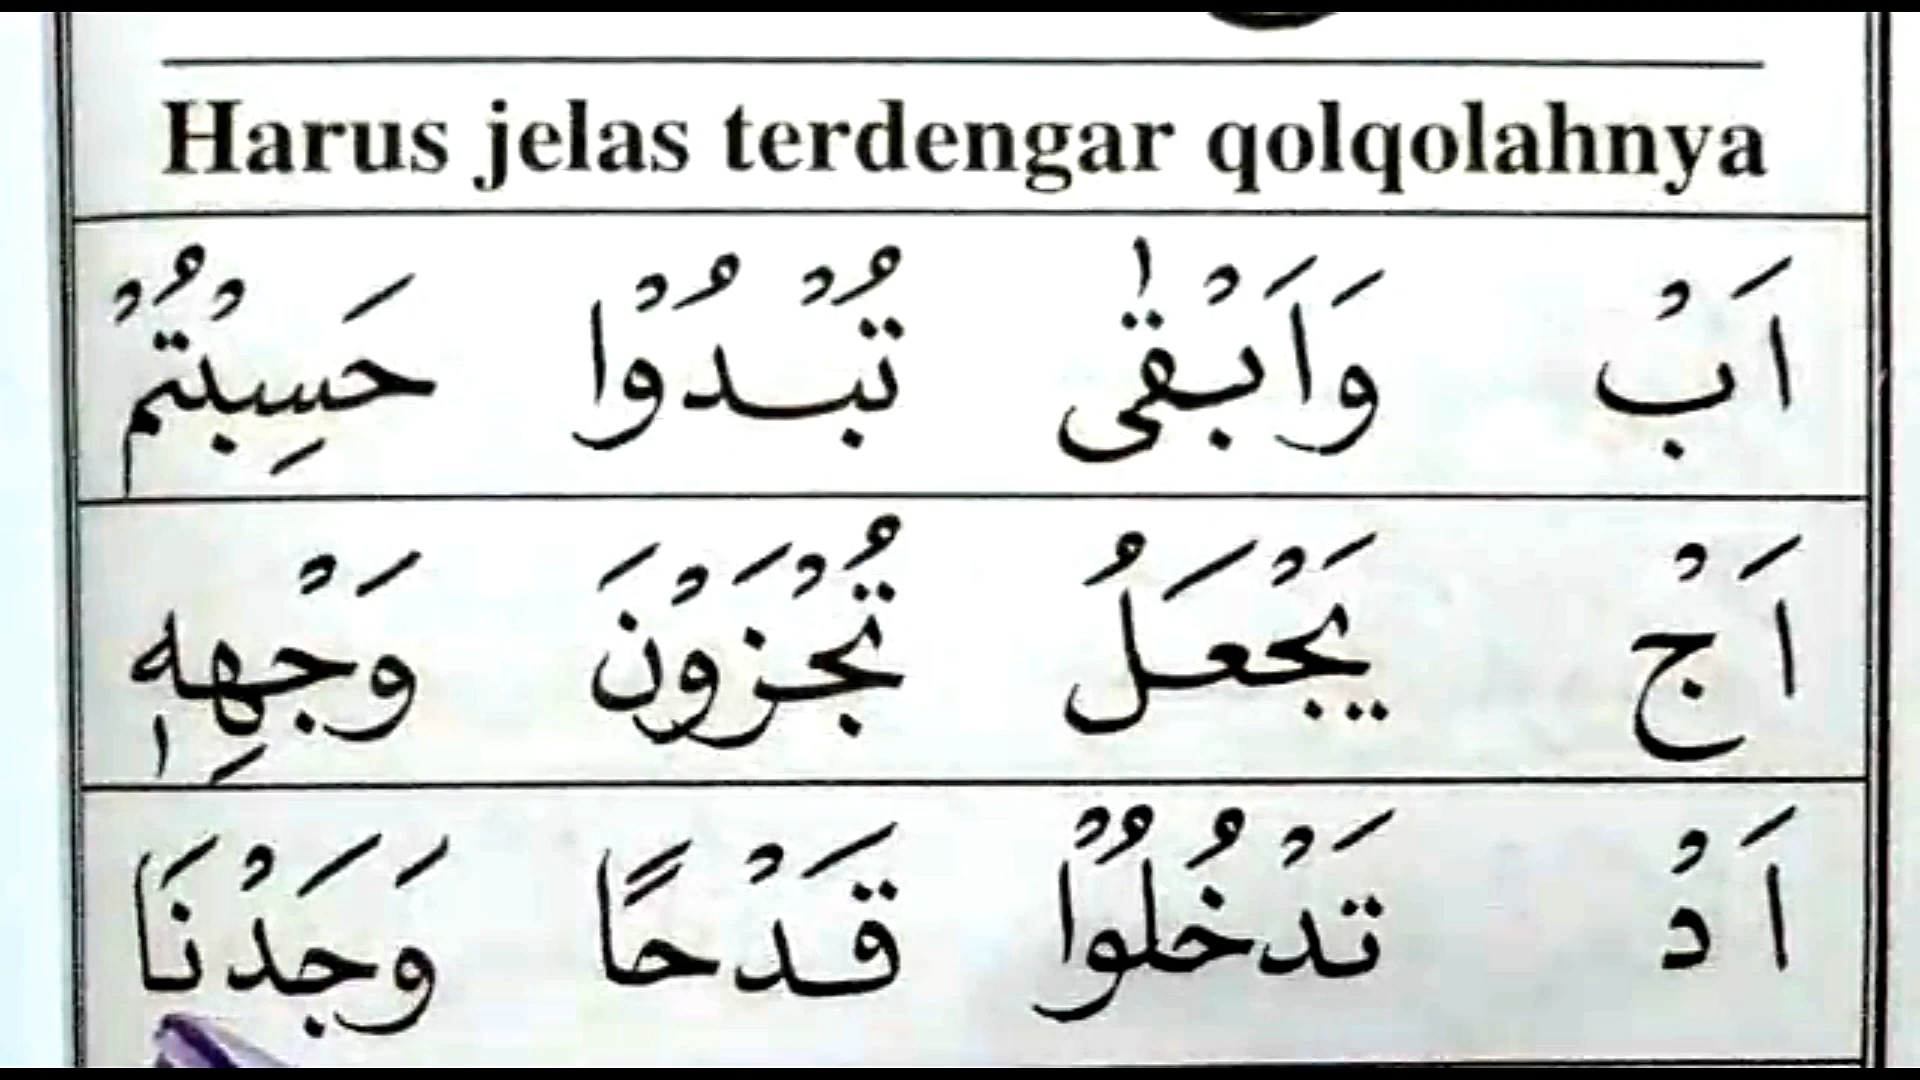 Harus jelas terdengar qolqolahnya
اَبْ وَاَبْقٰى تُبْدُوْا حَسِبْتُمْ
اَجْ يَجْعَلُ تُجْزَوْنَ وَجْهِهٖ
اَدْ تَدْخُلُوْا قَدْحًا وَجَدْنَا